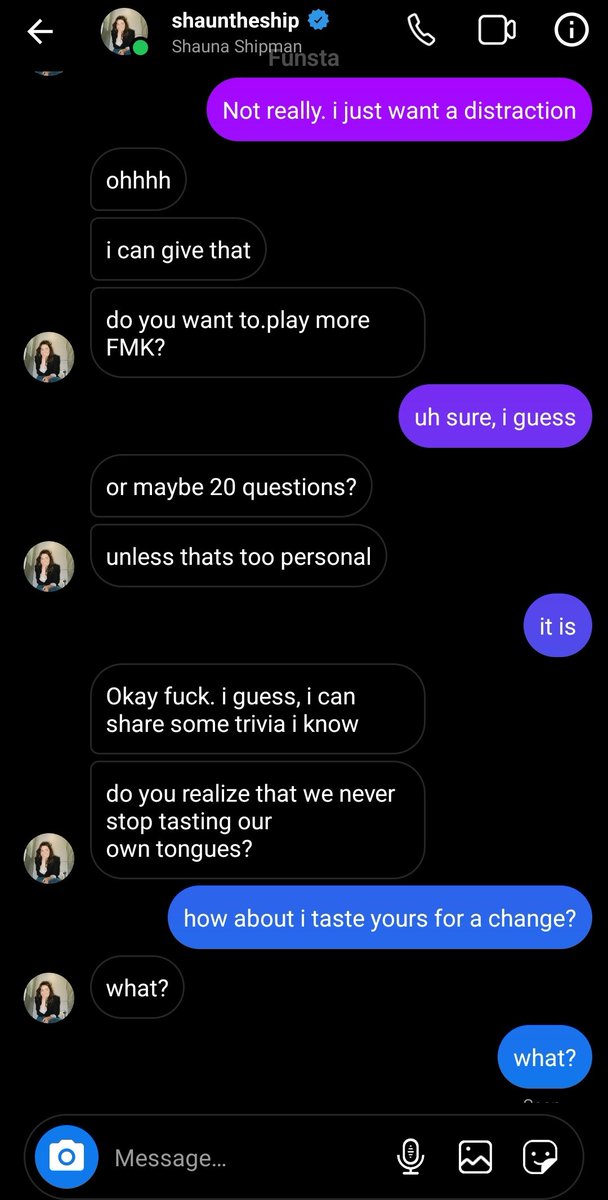 shauntheship
Shauna Shipman
Funsta
Not really. i just want a distraction
ohhhh
i can give that
do you want to.play more
FMK?
uh sure, i guess
or maybe 20 questions?
unless thats too personal
it is
Okay fuck. i guess, i can
share some trivia i know
do you realize that we never
stop tasting our
own tongues?
how about i taste yours for a change?
what?
what?
Message…